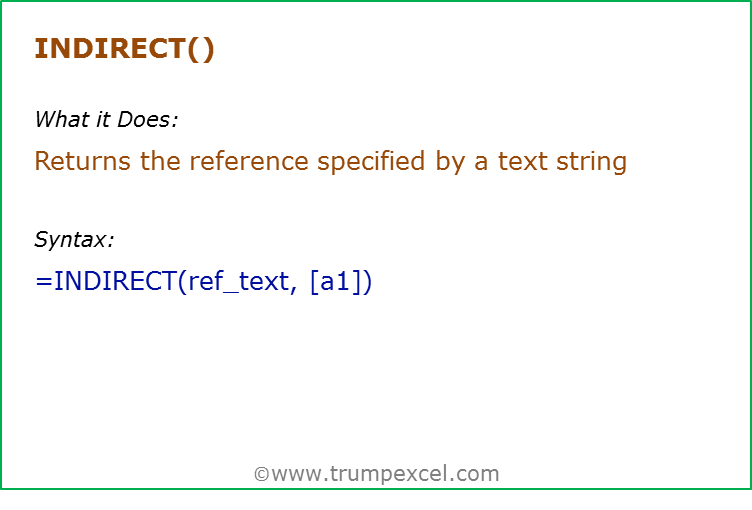 INDIRECT()
What it Does:
Returns the reference specified by a text string
Syntax:
=INDIRECT(ref_text, [a1])
©www.trumpexcel.com